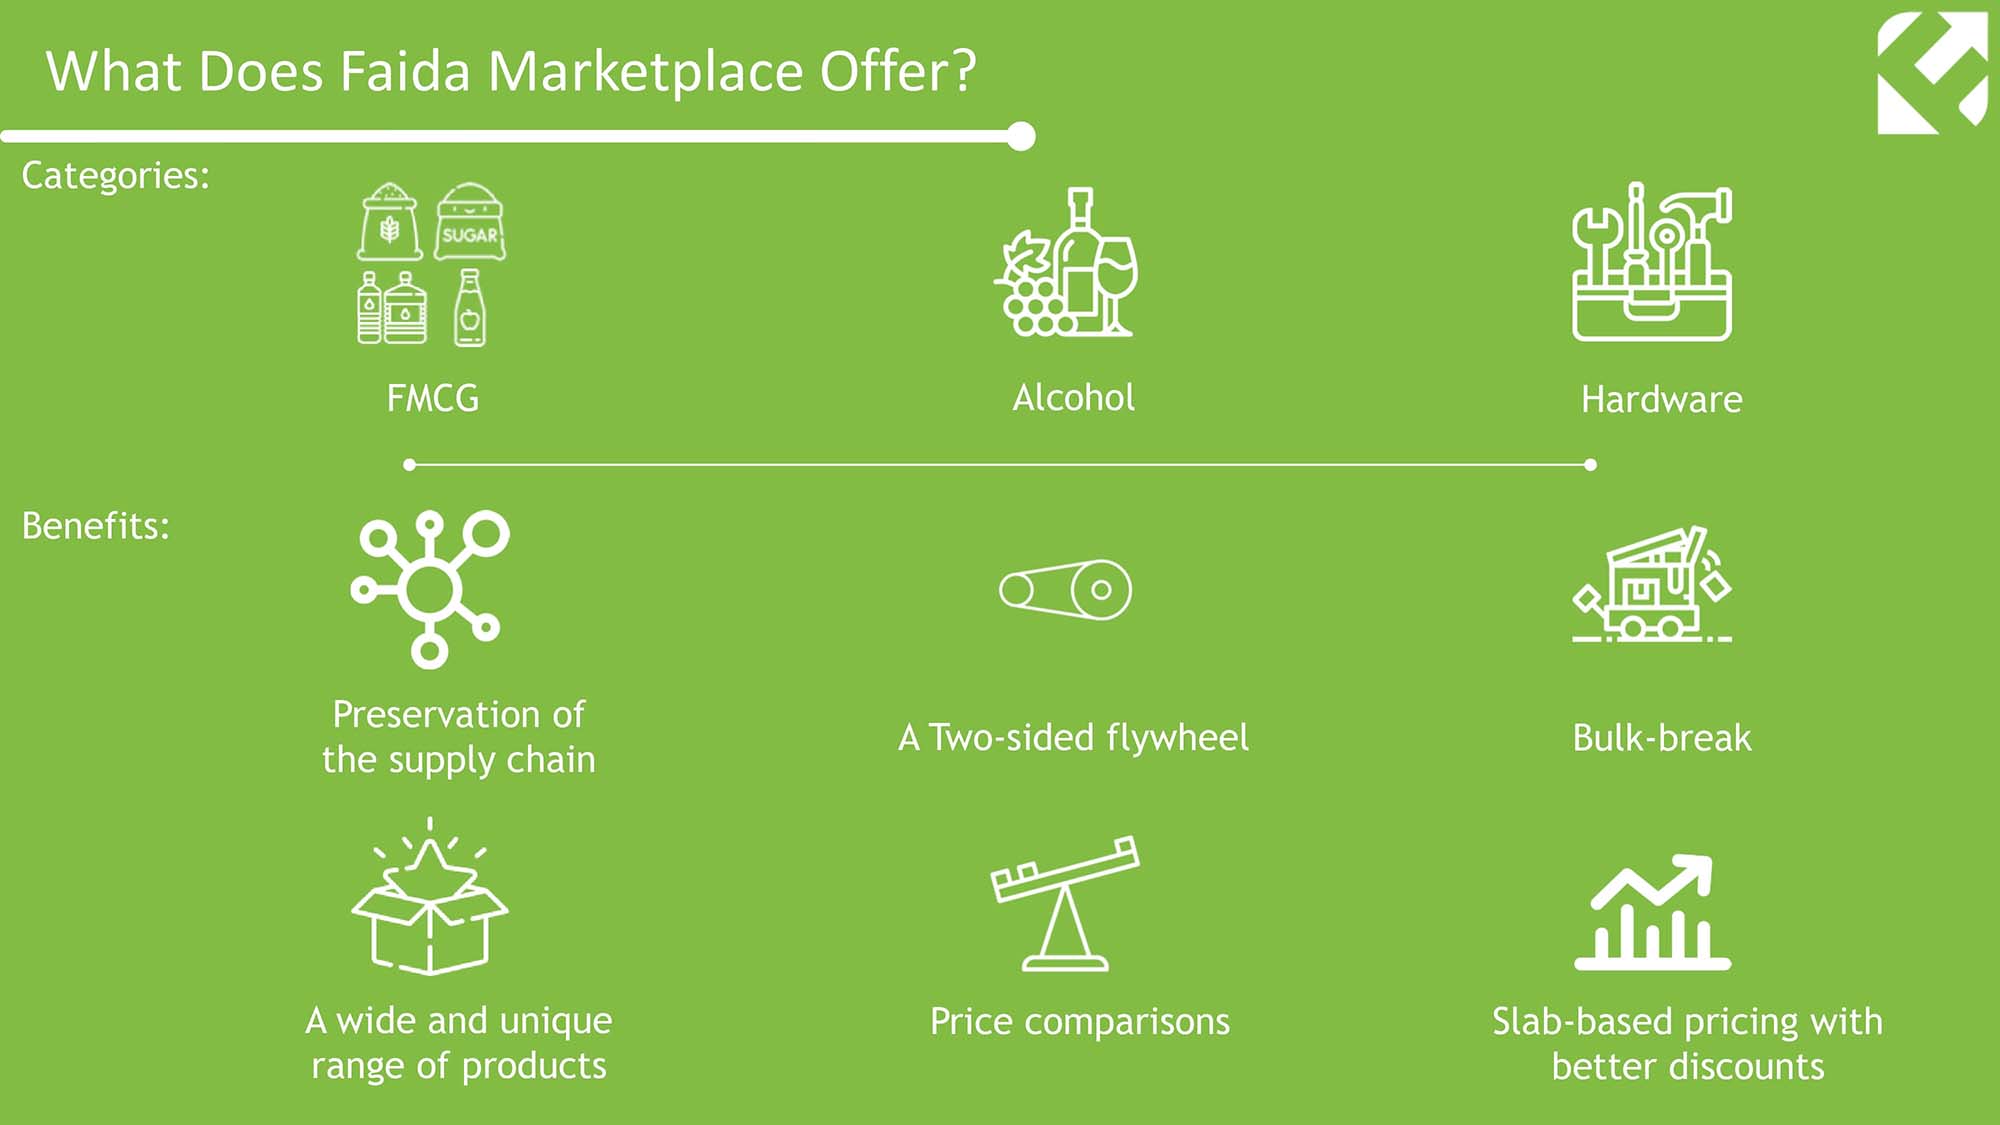 What Does Faida Marketplace Offer?
Categories:
SUGAR
FMCG
Alcohol
Hardware
Benefits:
Preservation of
the supply chain
A Two-sided flywheel
Bulk-break
A wide and unique
range of products
Price comparisons
Slab-based pricing with
better discounts